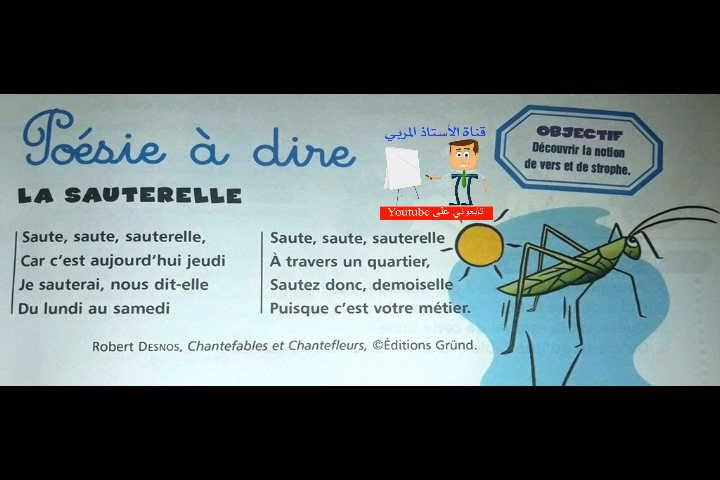 Poésie à dire
قناة الأستاذ المربي
تابعوني على Youtube
OBJECTIF
Découvrir la notion
de vers et de strophe.
LA SAUTERELLE
Saute, saute, sauterelle,
Car c'est aujourd'hui jeudi
Je sauterai, nous dit-elle
Du lundi au samedi
Saute, saute, sauterelle
À travers un quartier,
Sautez donc, demoiselle
Puisque c'est votre métier.
Robert DESNOS, Chantefables et Chantefleurs, ©Éditions Gründ.